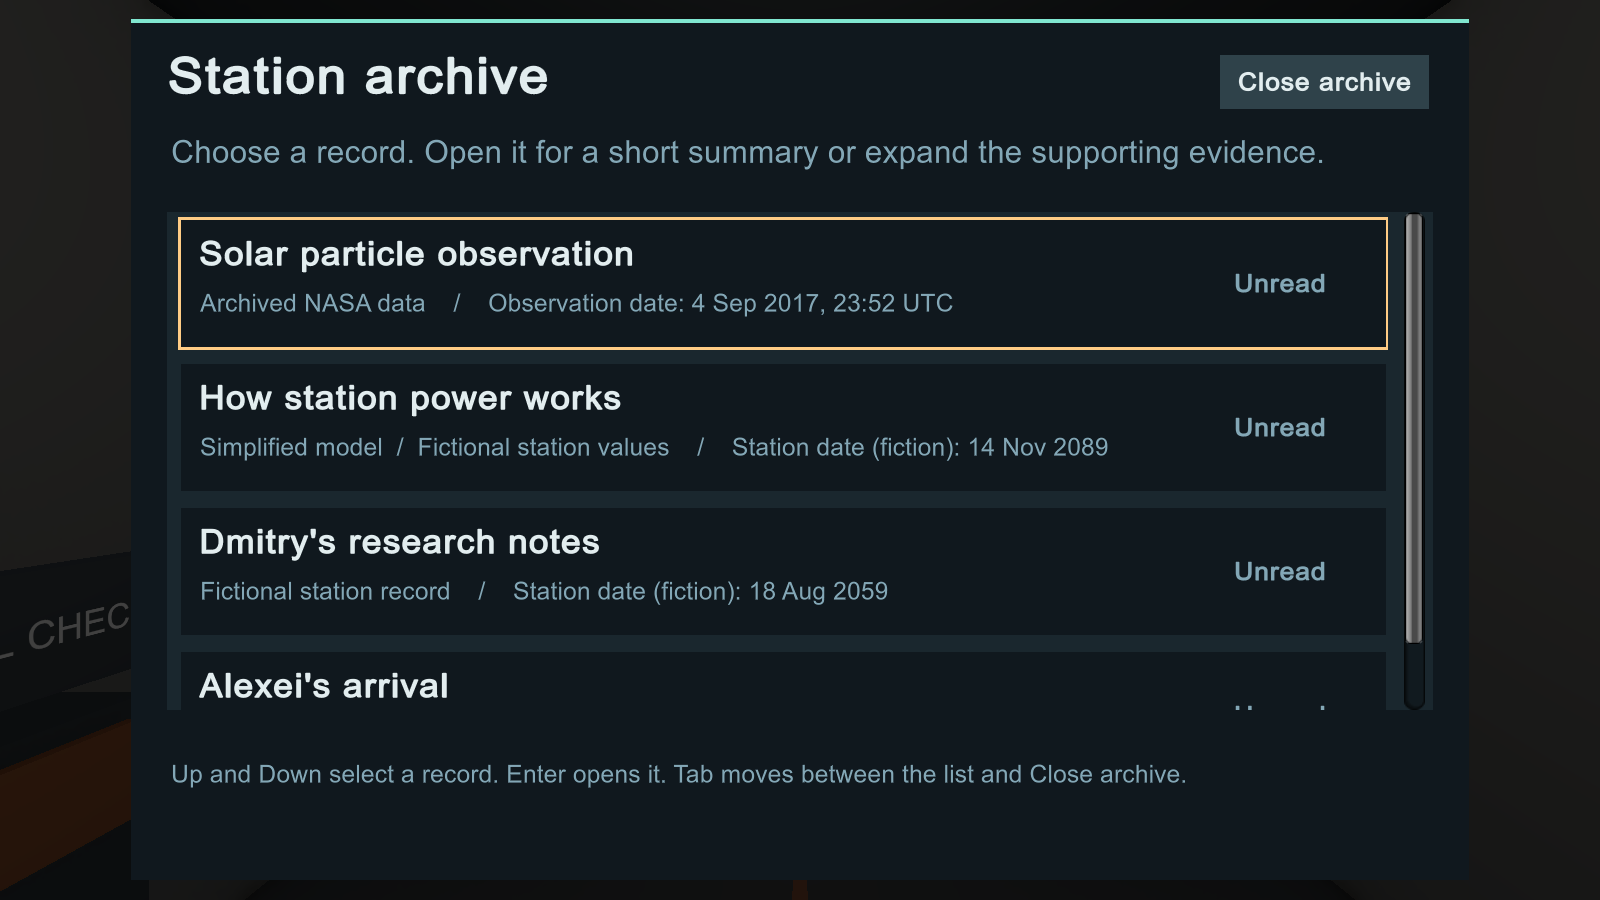 Station archive
Close archive
Choose a record. Open it for a short summary or expand the supporting evidence.
Solar particle observation
Archived NASA data / Observation date: 4 Sep 2017, 23:52 UTC
Unread
How station power works
Simplified model / Fictional station values / Station date (fiction): 14 Nov 2089
Unread
Dmitry's research notes
Fictional station record / Station date (fiction): 18 Aug 2059
Unread
Alexei's arrival
Up and Down select a record. Enter opens it. Tab moves between the list and Close archive.